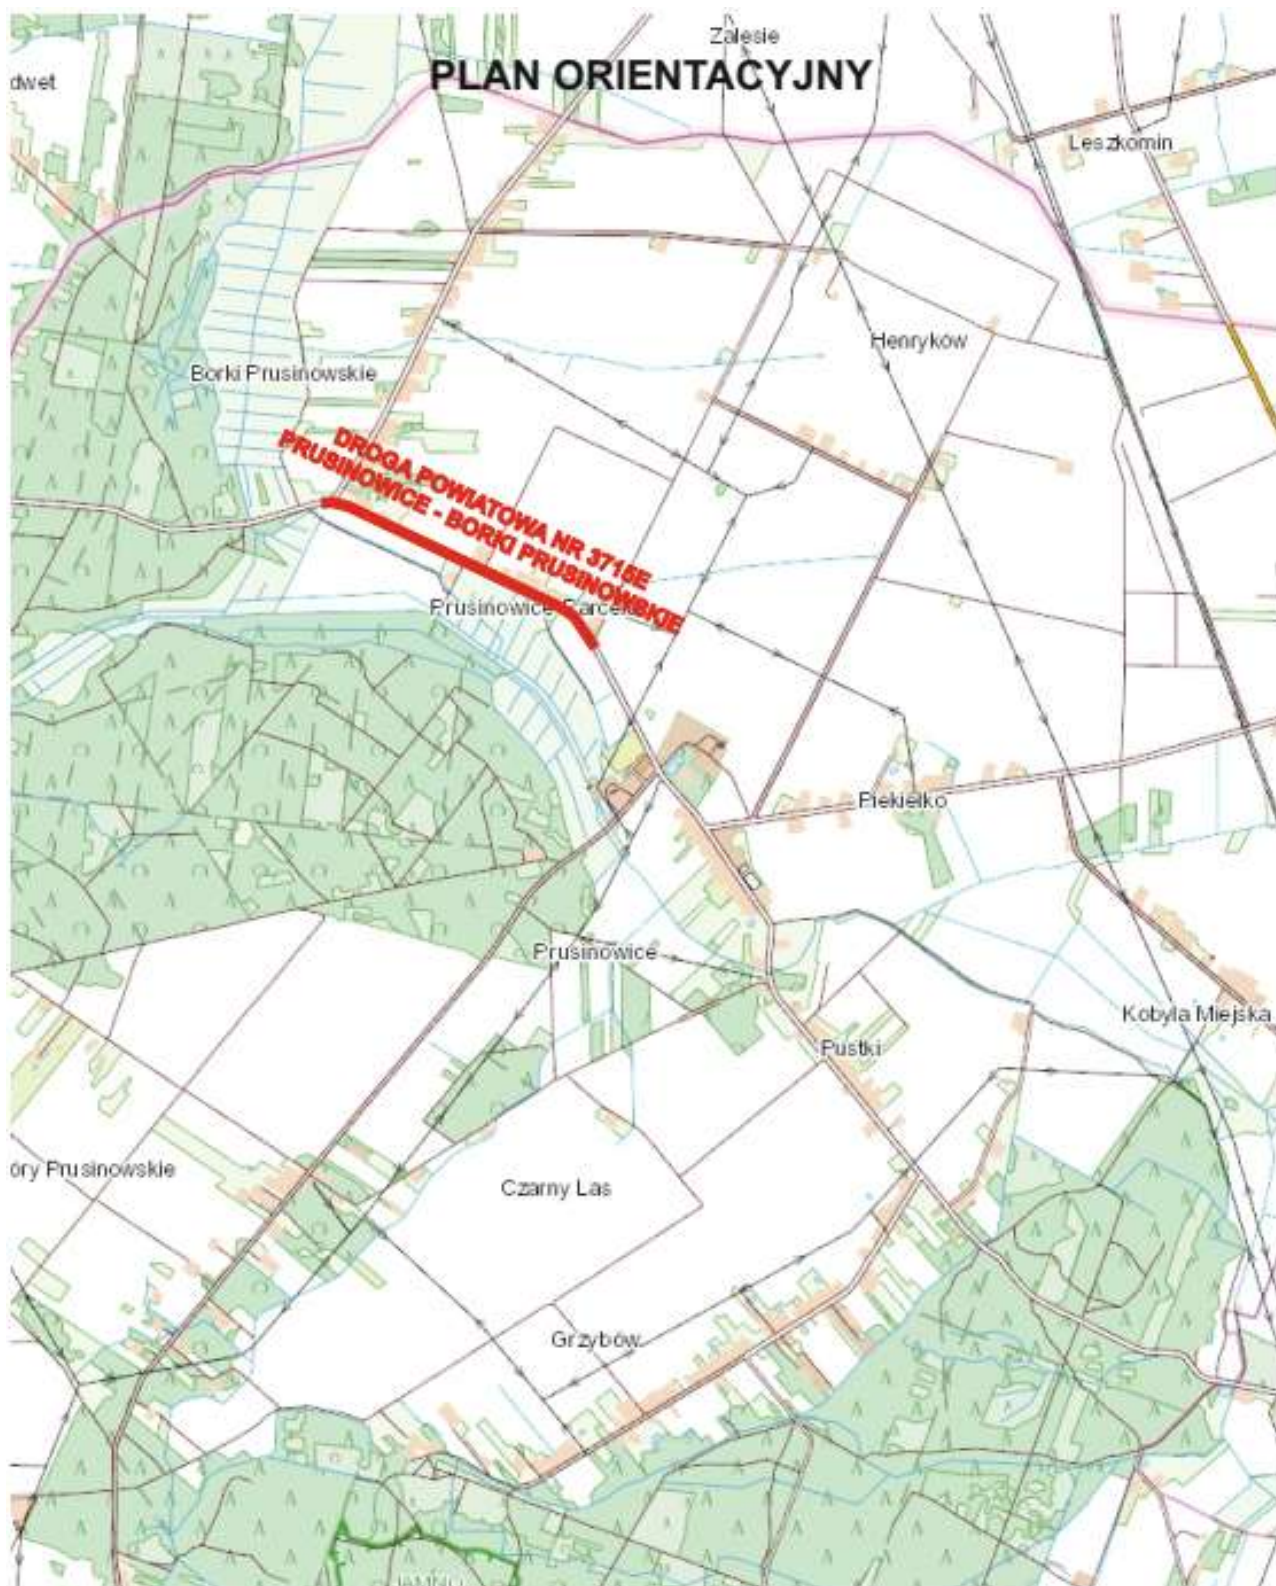 Zalesie
PLAN ORIENTACYJNY
dwet
Leszkomin
Henryków
Borki Prusinowskie
DROGA POWIATOWA NR 3715E
PRUSINOWICE - BORKI PRUSINOWSKIE
Prusinowice Parcela
Piekiełko
Prusinowice
Kobyla Miejska
Pustki
óry Prusinowskie
Czarny Las
Grzybów